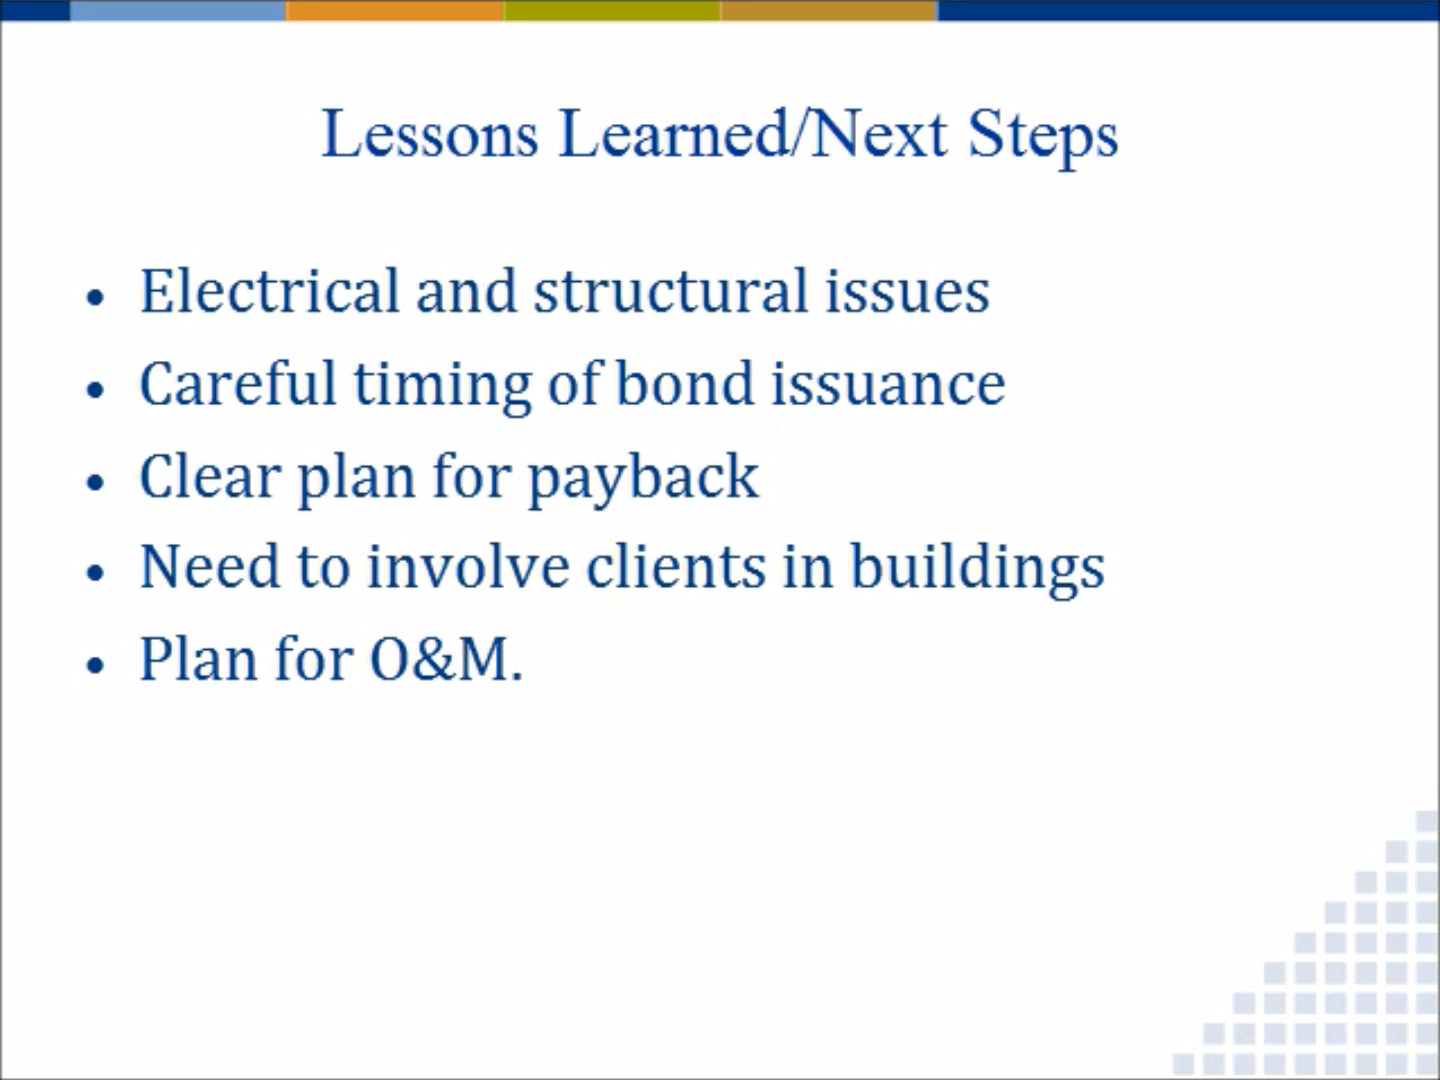 Lessons Learned/Next Steps
• Electrical and structural issues
• Careful timing of bond issuance
• Clear plan for payback
• Need to involve clients in buildings
• Plan for O&M.